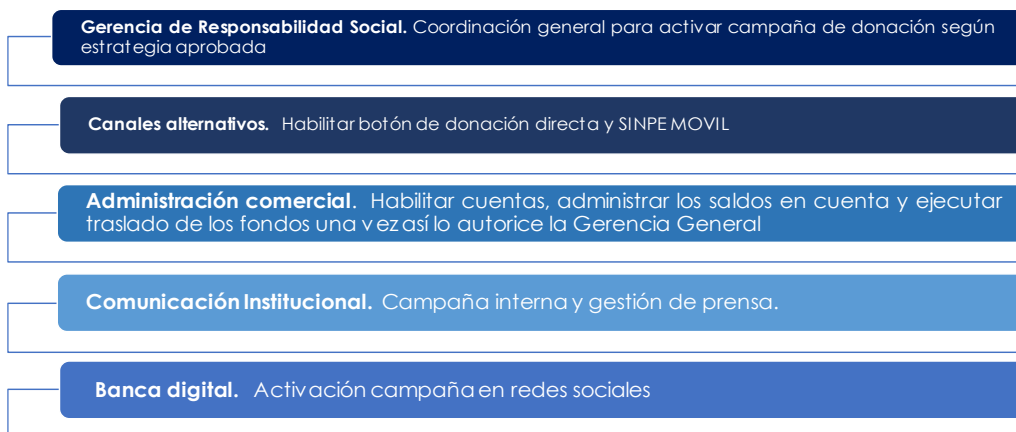 Gerencia de Responsabilidad Social. Coordinación general para activar campaña de donación según
estrategia aprobada
Canales alternativos. Habilitar botón de donación directa y SINPE MOVIL
Administración comercial. Habilitar cuentas, administrar los saldos en cuenta y ejecutar
traslado de los fondos una vez así lo autorice la Gerencia General
Comunicación Institucional. Campaña interna y gestión de prensa.
Banca digital. Activación campaña en redes sociales